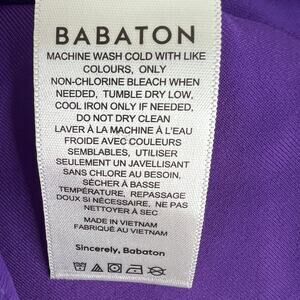 BABATON
MACHINE WASH COLD WITH LIKE
COLOURS, ONLY
NON-CHLORINE BLEACH WHEN
NEEDED, TUMBLE DRY LOW,
COOL IRON ONLY IF NEEDED,
DO NOT DRY CLEAN
LAVER À LA MACHINE À L'EAU
FROIDE AVEC COULEURS
SEMBLABLES, UTILISER
SEULEMENT UN JAVELLISANT
SANS CHLORE AU BESOIN,
SÉCHER À BASSE
TEMPÉRATURE, REPASSAGE
DOUX SI NÉCESSAIRE, NE PAS
NETTOYER À SEC
MADE IN VIETNAM
FABRIQUÉ AU VIETNAM
Sincerely, Babaton